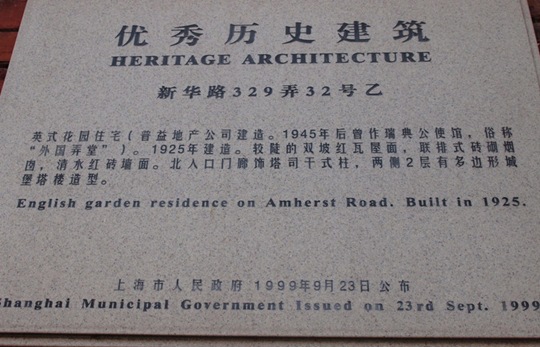 优秀历史建筑
HERITAGE ARCHITECTURE
新华路329弄32号乙
英式花园住宅(普益地产公司建造。1945年后曾作瑞典公使馆，俗称
“外国弄堂”)。1925年建造。较陡的双坡红瓦屋面，联排式砖砌烟
囱，清水红砖墙面。北入口门廊饰塔司干式柱，两侧2层有多边形城
堡塔楼造型。
English garden residence on Amherst Road. Built in 1925.
上海市人民政府 1999年9月23日公布
Shanghai Municipal Government Issued on 23rd Sept. 1999